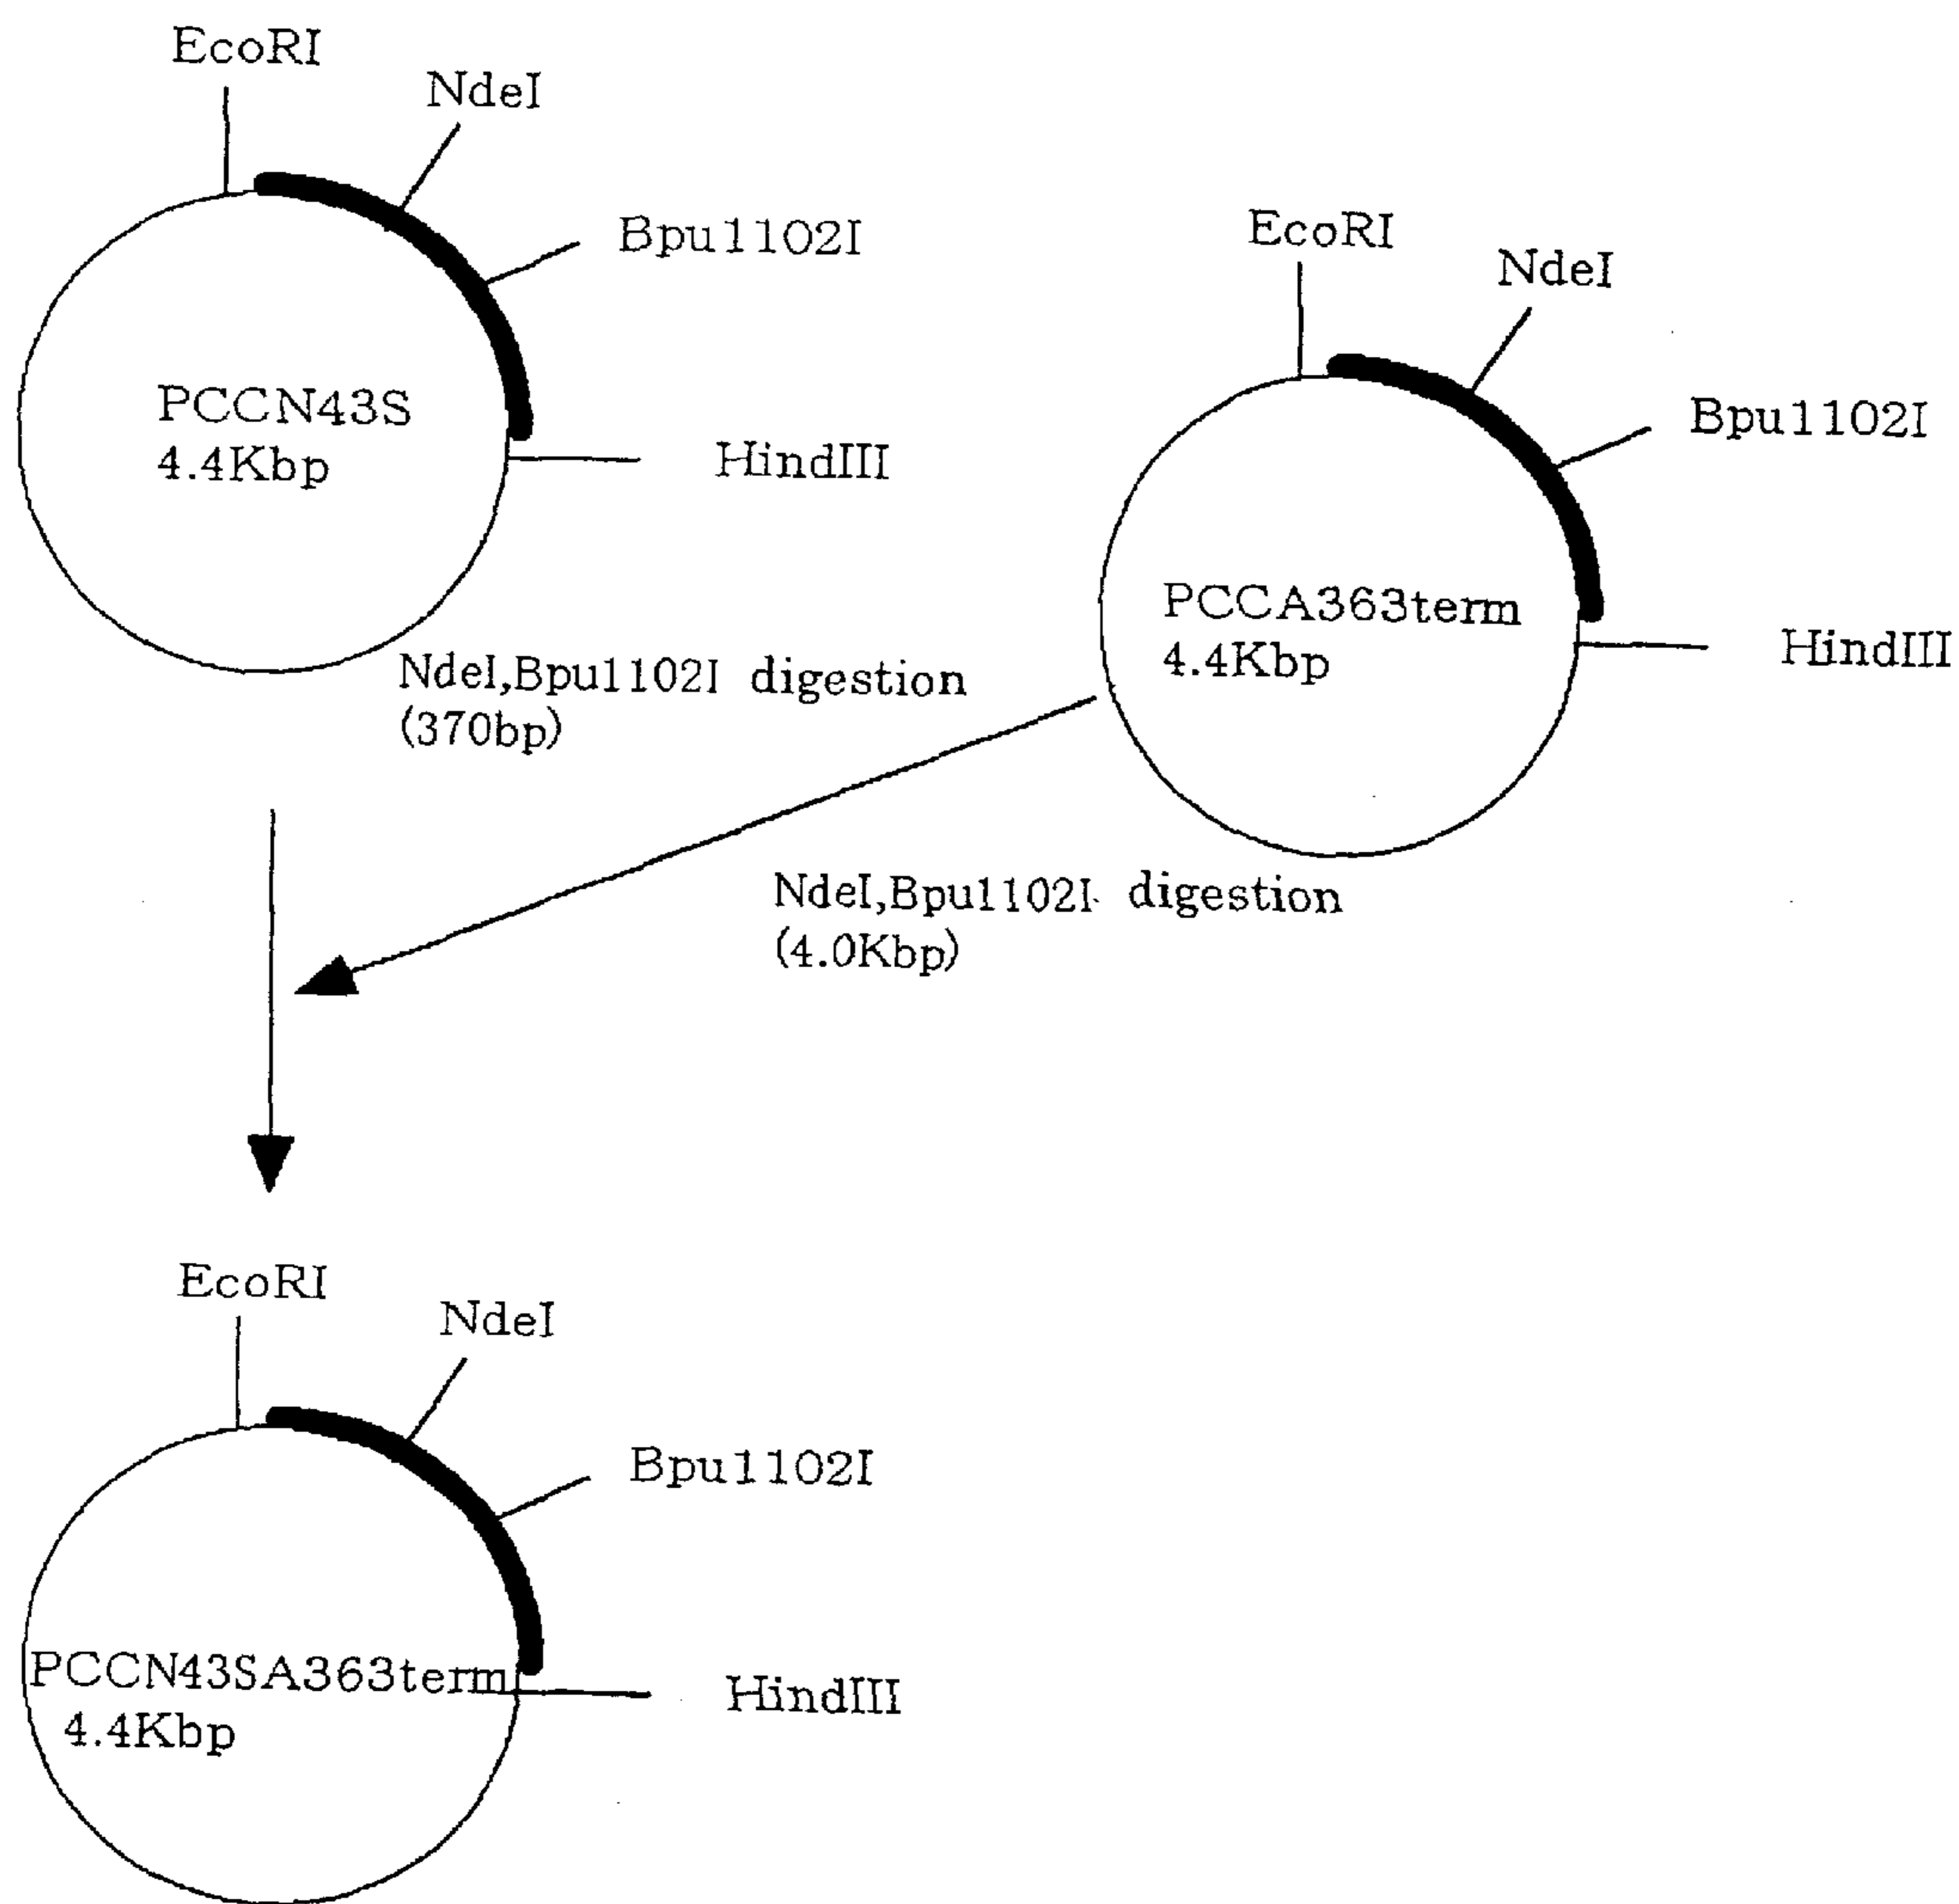 EcoRI
NdeI
Bpu1102I
PCCN43S
4.4Kbp
HindIII
NdeI,Bpu1102I digestion
(370bp)
EcoRI
NdeI
Bpu1102I
PCCA363term
4.4Kbp
HindIII
NdeI,Bpu1102I digestion
(4.0Kbp)
EcoRI
NdeI
Bpu1102I
PCCN43SA363term
4.4Kbp
HindIII